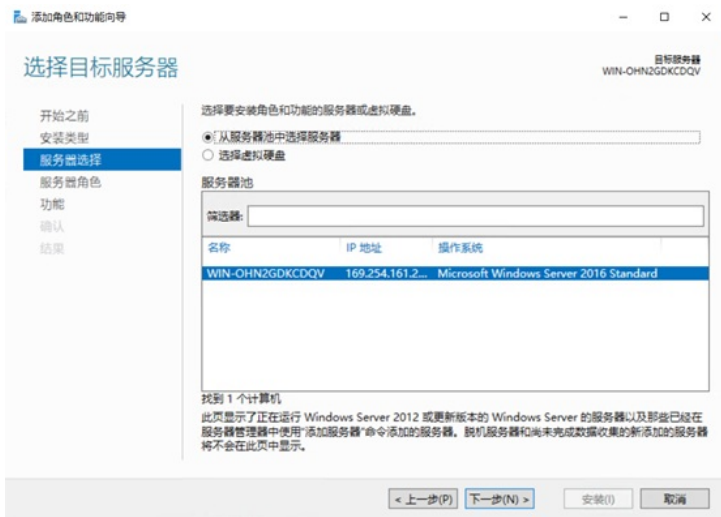 添加角色和功能向导
选择目标服务器
目标服务器
WIN-OHN2GDKCDQV
开始之前
安装类型
服务器选择
服务器角色
功能
确认
结果
选择要安装角色和功能的服务器或虚拟硬盘。
从服务器池中选择服务器
选择虚拟硬盘
服务器池
筛选器:
名称 IP 地址 操作系统
WIN-OHN2GDKCDQV 169.254.161.2... Microsoft Windows Server 2016 Standard
找到 1 个计算机
此页显示了正在运行 Windows Server 2012 或更新版本的 Windows Server 的服务器以及那些已经在
服务器管理器中使用"添加服务器"命令添加的服务器。脱机服务器和尚未完成数据收集的新添加的服务器
将不会在此页中显示。
< 上一步(P) 下一步(N) > 安装(I) 取消